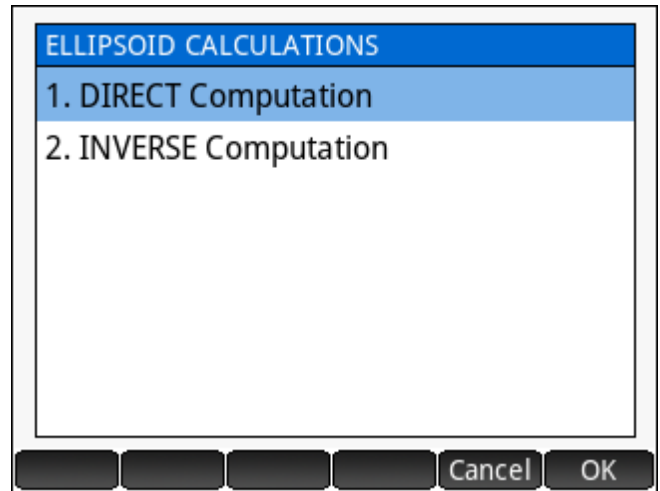 ELLIPSOID CALCULATIONS
1. DIRECT Computation
2. INVERSE Computation
Cancel OK